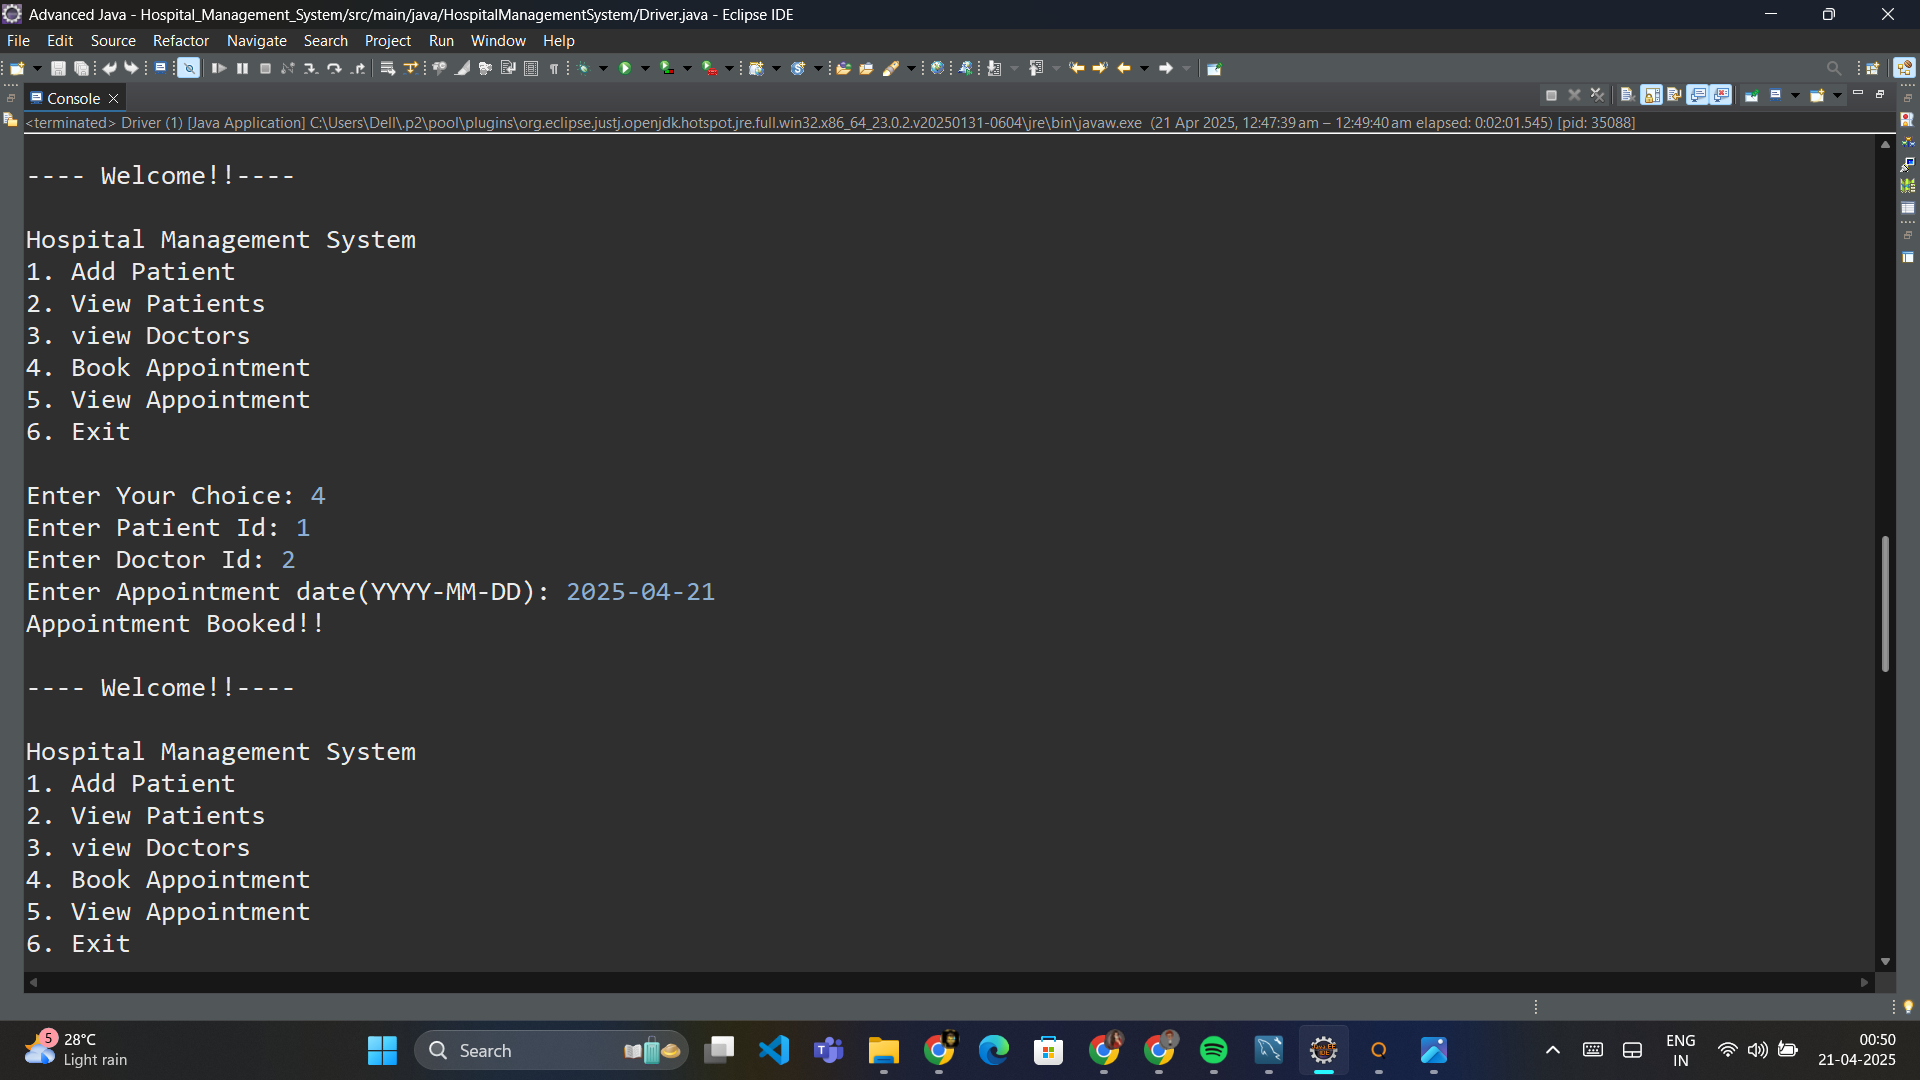 Advanced Java - Hospital_Management_System/src/main/java/HospitalManagementSystem/Driver.java - Eclipse IDE
File Edit Source Refactor Navigate Search Project Run Window Help
Console
<terminated> Driver (1) [Java Application] C:\Users\Dell\.p2\pool\plugins\org.eclipse.justj.openjdk.hotspot.jre.full.win32.x86_64_23.0.2.v20250131-0604\jre\bin\javaw.exe (21 Apr 2025, 12:47:39 am – 12:49:40 am elapsed: 0:02:01.545) [pid: 35088]
---- Welcome!!----
Hospital Management System
1. Add Patient
2. View Patients
3. view Doctors
4. Book Appointment
5. View Appointment
6. Exit
Enter Your Choice: 4
Enter Patient Id: 1
Enter Doctor Id: 2
Enter Appointment date(YYYY-MM-DD): 2025-04-21
Appointment Booked!!
---- Welcome!!----
Hospital Management System
1. Add Patient
2. View Patients
3. view Doctors
4. Book Appointment
5. View Appointment
6. Exit
5
28°C
Light rain
Search
ENG
IN
00:50
21-04-2025